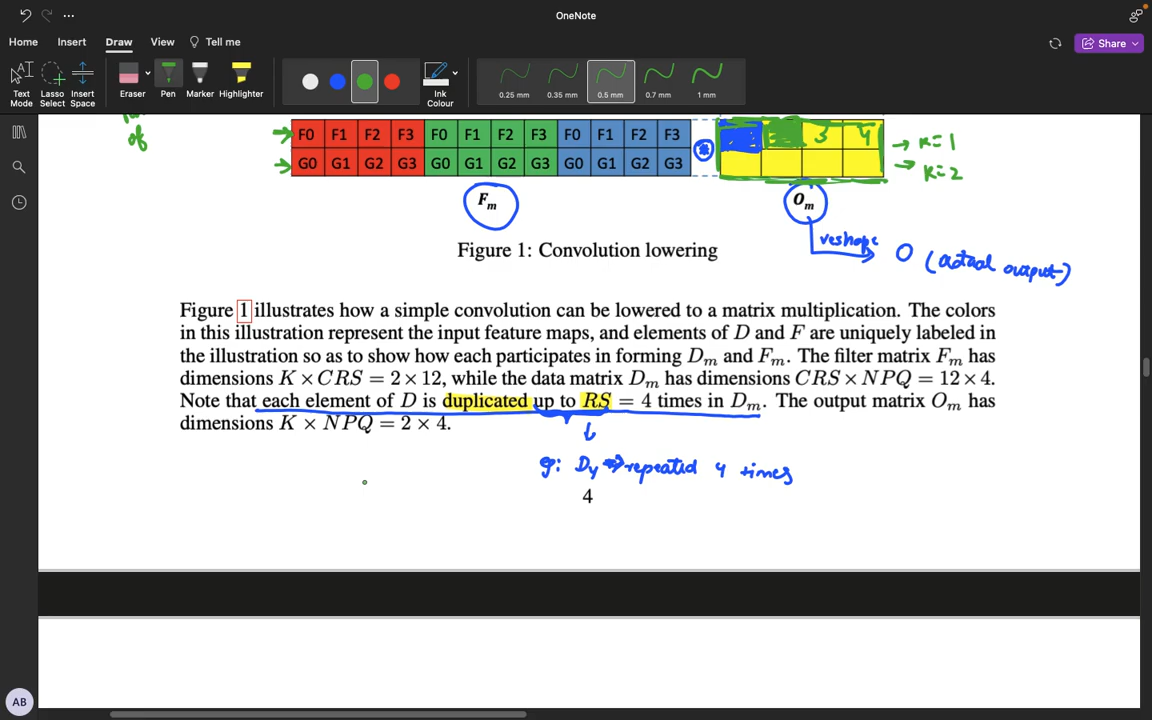 OneNote
Home Insert Draw View Tell me
Share
Text Mode Lasso Select Insert Space Eraser Pen Marker Highlighter Ink Colour 0.25 mm 0.35 mm 0.5 mm 0.7 mm 1 mm
of
F0 F1 F2 F3 F0 F1 F2 F3 F0 F1 F2 F3 3 4 → K=1
G0 G1 G2 G3 G0 G1 G2 G3 G0 G1 G2 G3 → K=2
Fm Om
reshape O (actual output)
Figure 1: Convolution lowering
Figure 1 illustrates how a simple convolution can be lowered to a matrix multiplication. The colors
in this illustration represent the input feature maps, and elements of D and F are uniquely labeled in
the illustration so as to show how each participates in forming Dm and Fm. The filter matrix Fm has
dimensions K × CRS = 2 × 12, while the data matrix Dm has dimensions CRS × NPQ = 12 × 4.
Note that each element of D is duplicated up to RS = 4 times in Dm. The output matrix Om has
dimensions K × NPQ = 2 × 4.
D4 repeated 4 times
4
AB